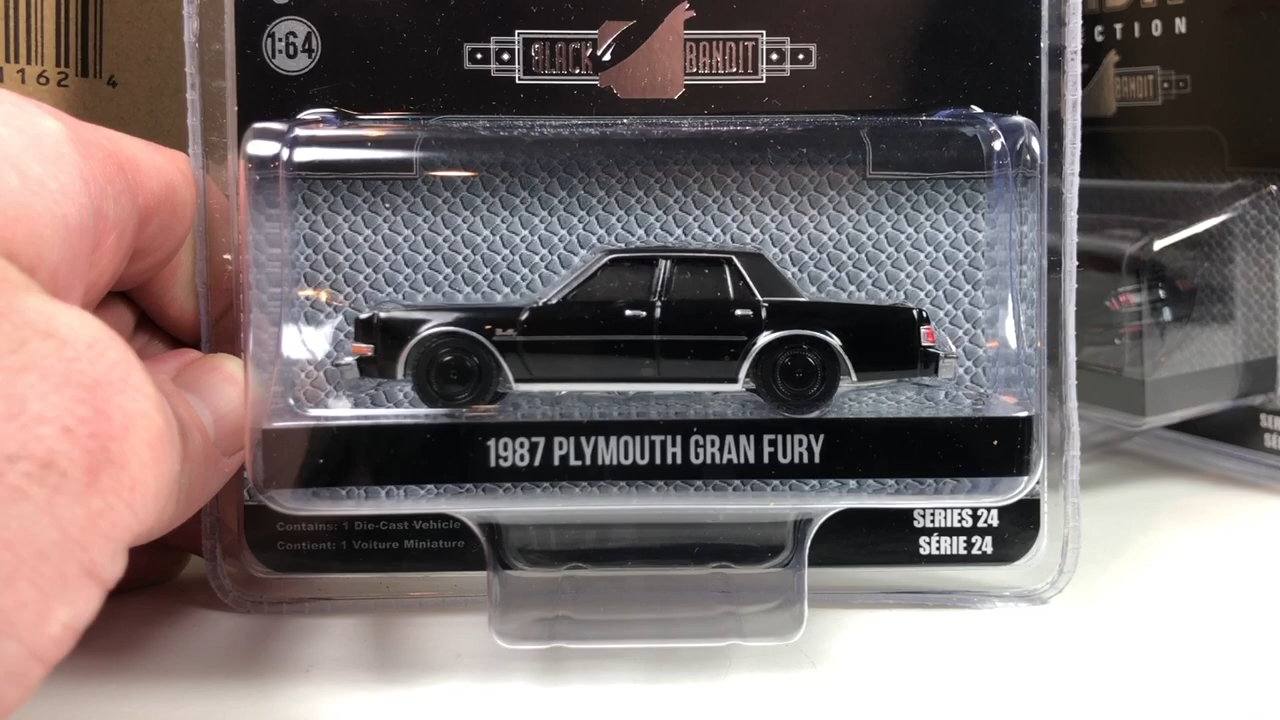 1162 4
1:64
BLACK BANDIT
CTION
BANDIT
1987 PLYMOUTH GRAN FURY
Contains: 1 Die-Cast Vehicle
Contient: 1 Voiture Miniature
SERIES 24
SÉRIE 24